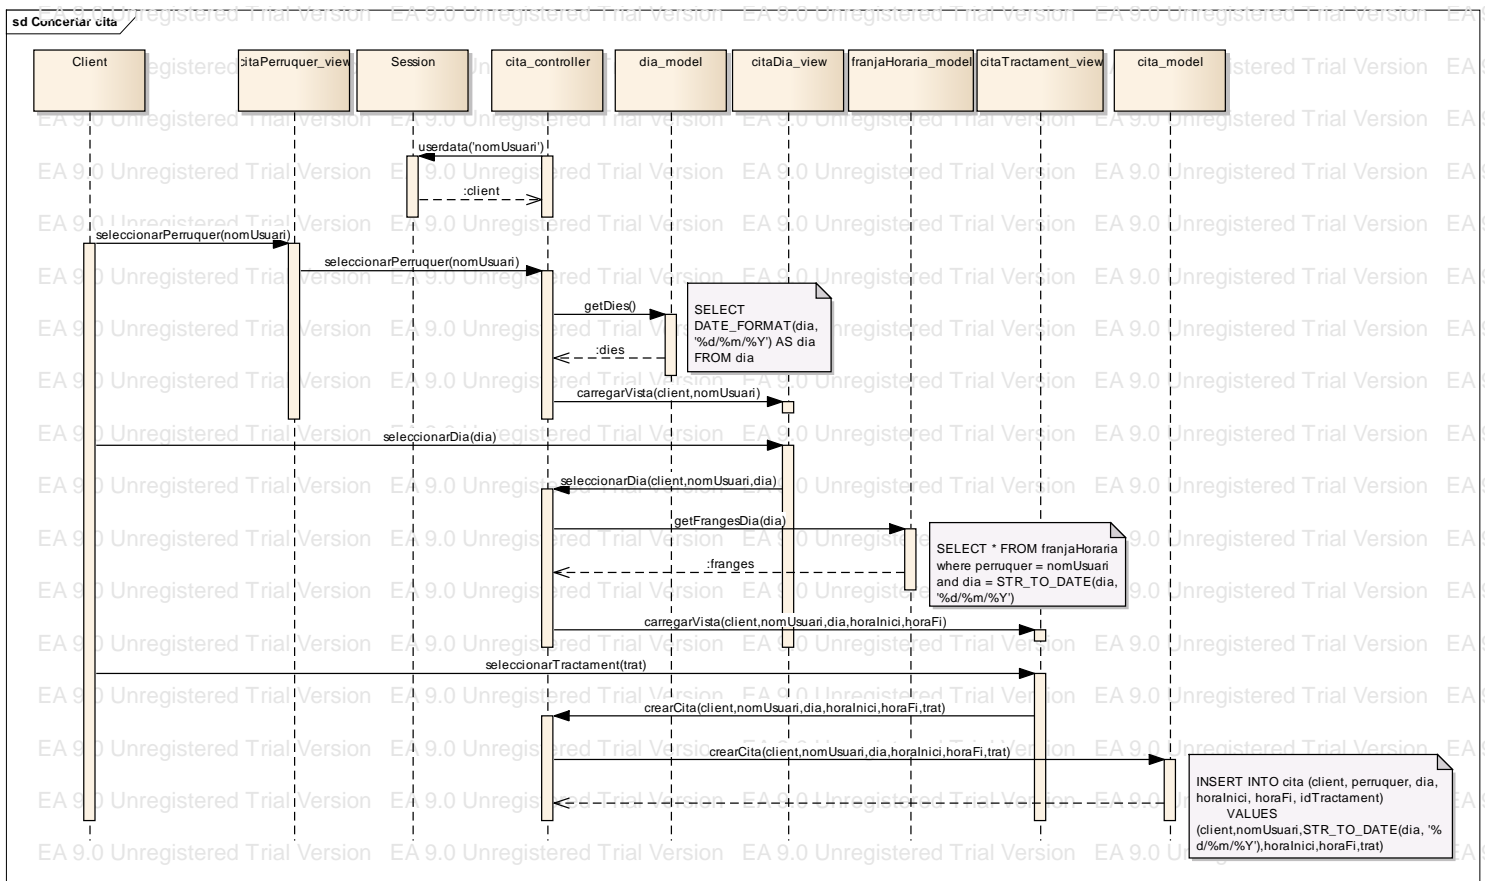 sd Concertar cita
Client
citaPerruquer_view
Session
cita_controller
dia_model
citaDia_view
franjaHoraria_model
citaTractament_view
cita_model
userdata('nomUsuari')
:client
seleccionarPerruquer(nomUsuari)
seleccionarPerruquer(nomUsuari)
getDies()
SELECT
DATE_FORMAT(dia,
'%d/%m/%Y') AS dia
FROM dia
:dies
carregarVista(client,nomUsuari)
seleccionarDia(dia)
seleccionarDia(client,nomUsuari,dia)
getFrangesDia(dia)
SELECT * FROM franjaHoraria
where perruquer = nomUsuari
and dia = STR_TO_DATE(dia,
'%d/%m/%Y')
:franges
carregarVista(client,nomUsuari,dia,horaInici,horaFi)
seleccionarTractament(trat)
crearCita(client,nomUsuari,dia,horaInici,horaFi,trat)
crearCita(client,nomUsuari,dia,horaInici,horaFi,trat)
INSERT INTO cita (client, perruquer, dia,
horaInici, horaFi, idTractament)
VALUES
(client,nomUsuari,STR_TO_DATE(dia, '%
d/%m/%Y'),horaInici,horaFi,trat)
EA 9.0 Unregistered Trial Version